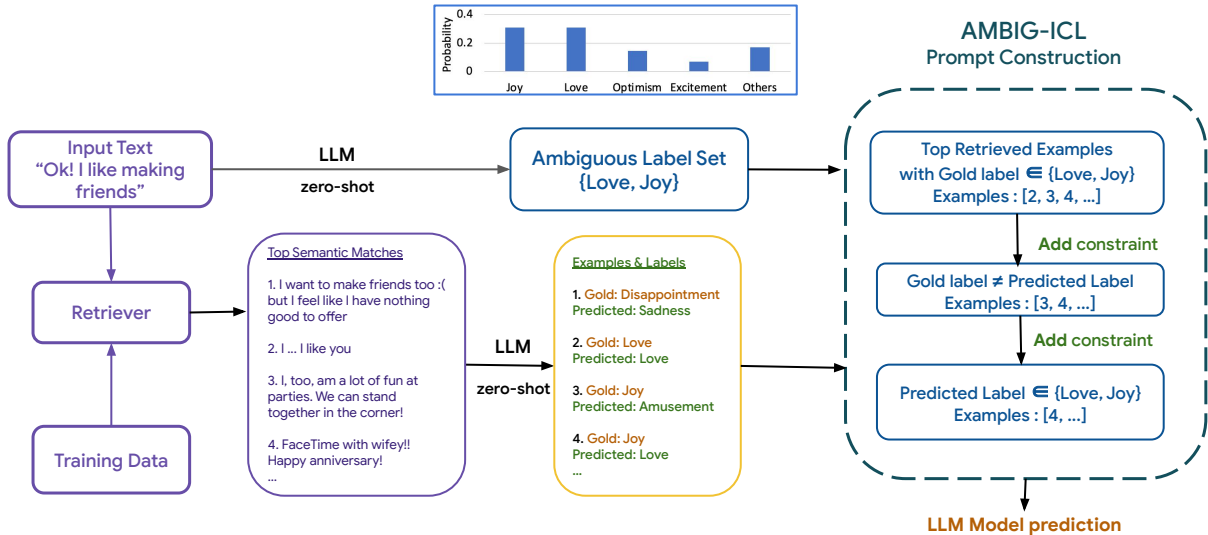 0.4
0.2
0
Probability
Joy
Love
Optimism
Excitement
Others
AMBIG-ICL
Prompt Construction
Input Text
“Ok! I like making
friends”
LLM
zero-shot
Ambiguous Label Set
{Love, Joy}
Top Retrieved Examples
with Gold label ∈ {Love, Joy}
Examples : [2, 3, 4, ...]
Add constraint
Gold label ≠ Predicted Label
Examples : [3, 4, ...]
Add constraint
Predicted Label ∈ {Love, Joy}
Examples : [4, ...]
LLM Model prediction
Retriever
Training Data
Top Semantic Matches
1. I want to make friends too :(
but I feel like I have nothing
good to offer
2. I ... I like you
3. I, too, am a lot of fun at
parties. We can stand
together in the corner!
4. FaceTime with wifey!!
Happy anniversary!
...
LLM
zero-shot
Examples & Labels
1. Gold: Disappointment
Predicted: Sadness
2. Gold: Love
Predicted: Love
3. Gold: Joy
Predicted: Amusement
4. Gold: Joy
Predicted: Love
...